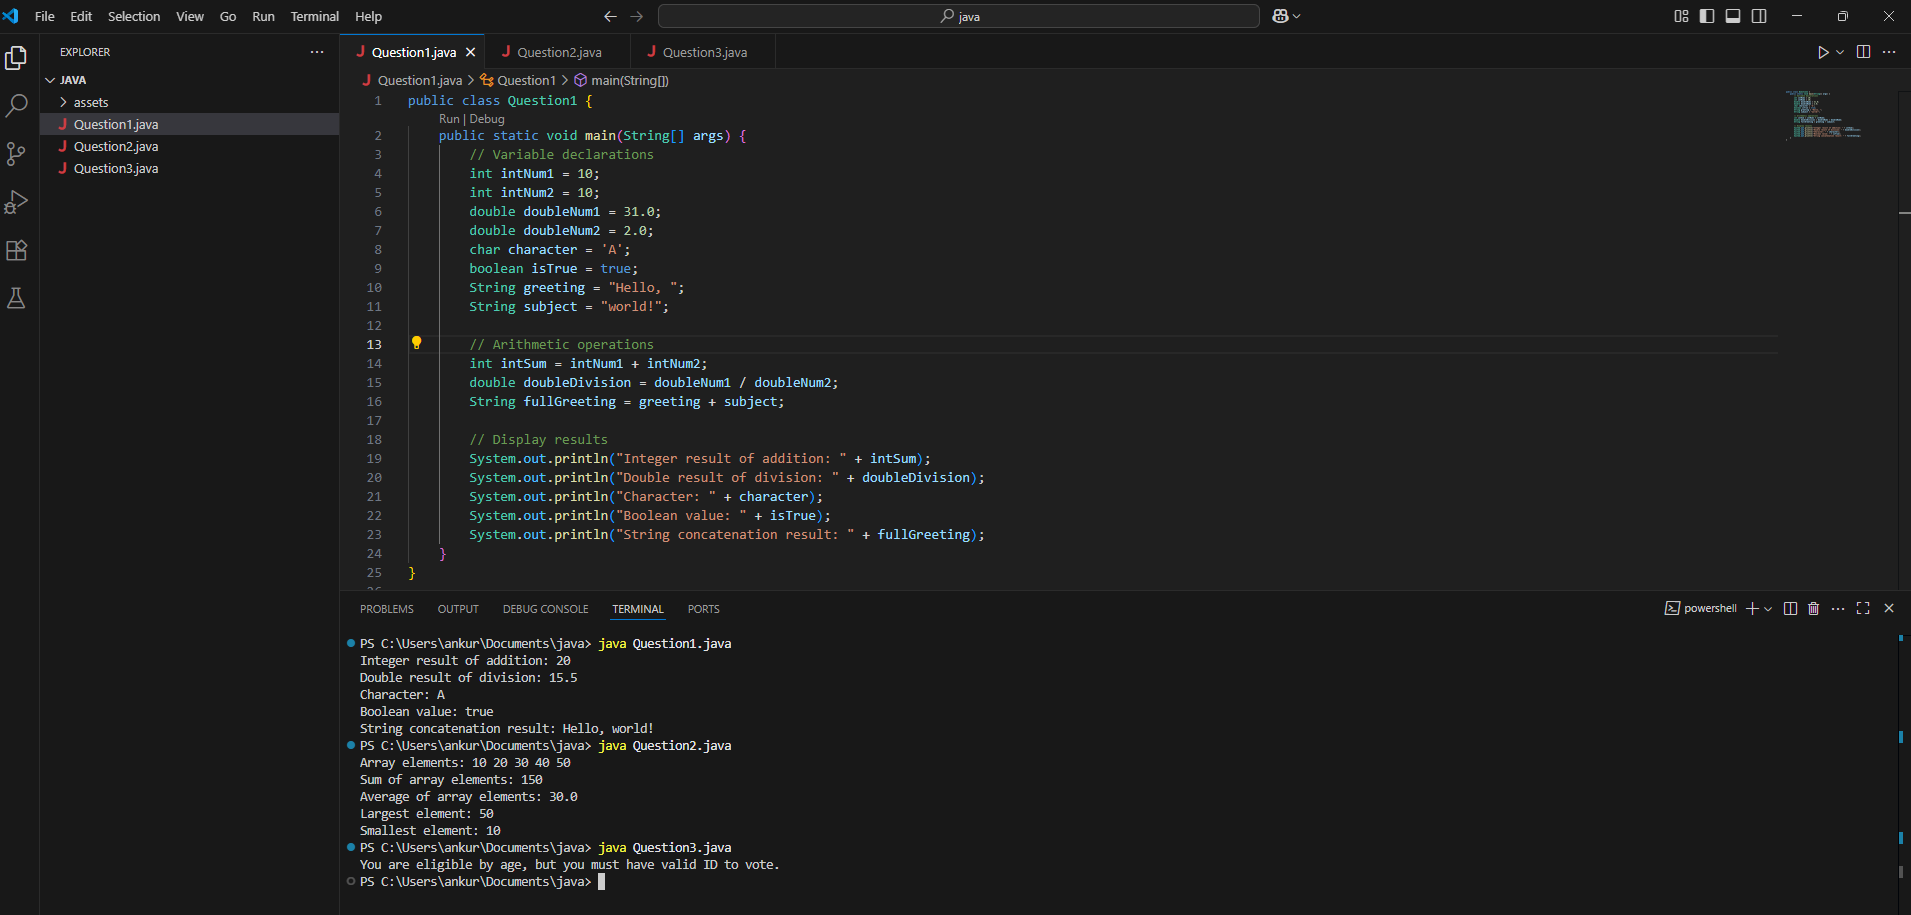 File Edit Selection View Go Run Terminal Help
java
EXPLORER
JAVA
assets
Question1.java
Question2.java
Question3.java
Question1.java Question2.java Question3.java
Question1.java > Question1 > main(String[])
1 public class Question1 {
Run | Debug
2 public static void main(String[] args) {
3 // Variable declarations
4 int intNum1 = 10;
5 int intNum2 = 10;
6 double doubleNum1 = 31.0;
7 double doubleNum2 = 2.0;
8 char character = 'A';
9 boolean isTrue = true;
10 String greeting = "Hello, ";
11 String subject = "world!";
12
13 // Arithmetic operations
14 int intSum = intNum1 + intNum2;
15 double doubleDivision = doubleNum1 / doubleNum2;
16 String fullGreeting = greeting + subject;
17
18 // Display results
19 System.out.println("Integer result of addition: " + intSum);
20 System.out.println("Double result of division: " + doubleDivision);
21 System.out.println("Character: " + character);
22 System.out.println("Boolean value: " + isTrue);
23 System.out.println("String concatenation result: " + fullGreeting);
24 }
25 }
PROBLEMS OUTPUT DEBUG CONSOLE TERMINAL PORTS
powershell
PS C:\Users\ankur\Documents\java> java Question1.java
Integer result of addition: 20
Double result of division: 15.5
Character: A
Boolean value: true
String concatenation result: Hello, world!
PS C:\Users\ankur\Documents\java> java Question2.java
Array elements: 10 20 30 40 50
Sum of array elements: 150
Average of array elements: 30.0
Largest element: 50
Smallest element: 10
PS C:\Users\ankur\Documents\java> java Question3.java
You are eligible by age, but you must have valid ID to vote.
PS C:\Users\ankur\Documents\java>